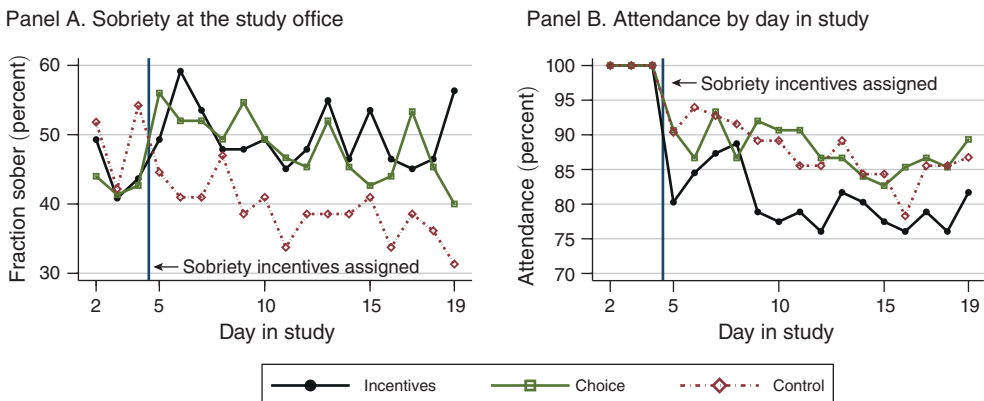 Panel A. Sobriety at the study office
Fraction sober (percent)
60
50
40
30
Sobriety incentives assigned
2 5 10 15 19
Day in study
Panel B. Attendance by day in study
Attendance (percent)
100
95
90
85
80
75
70
Sobriety incentives assigned
2 5 10 15 19
Day in study
Incentives Choice Control